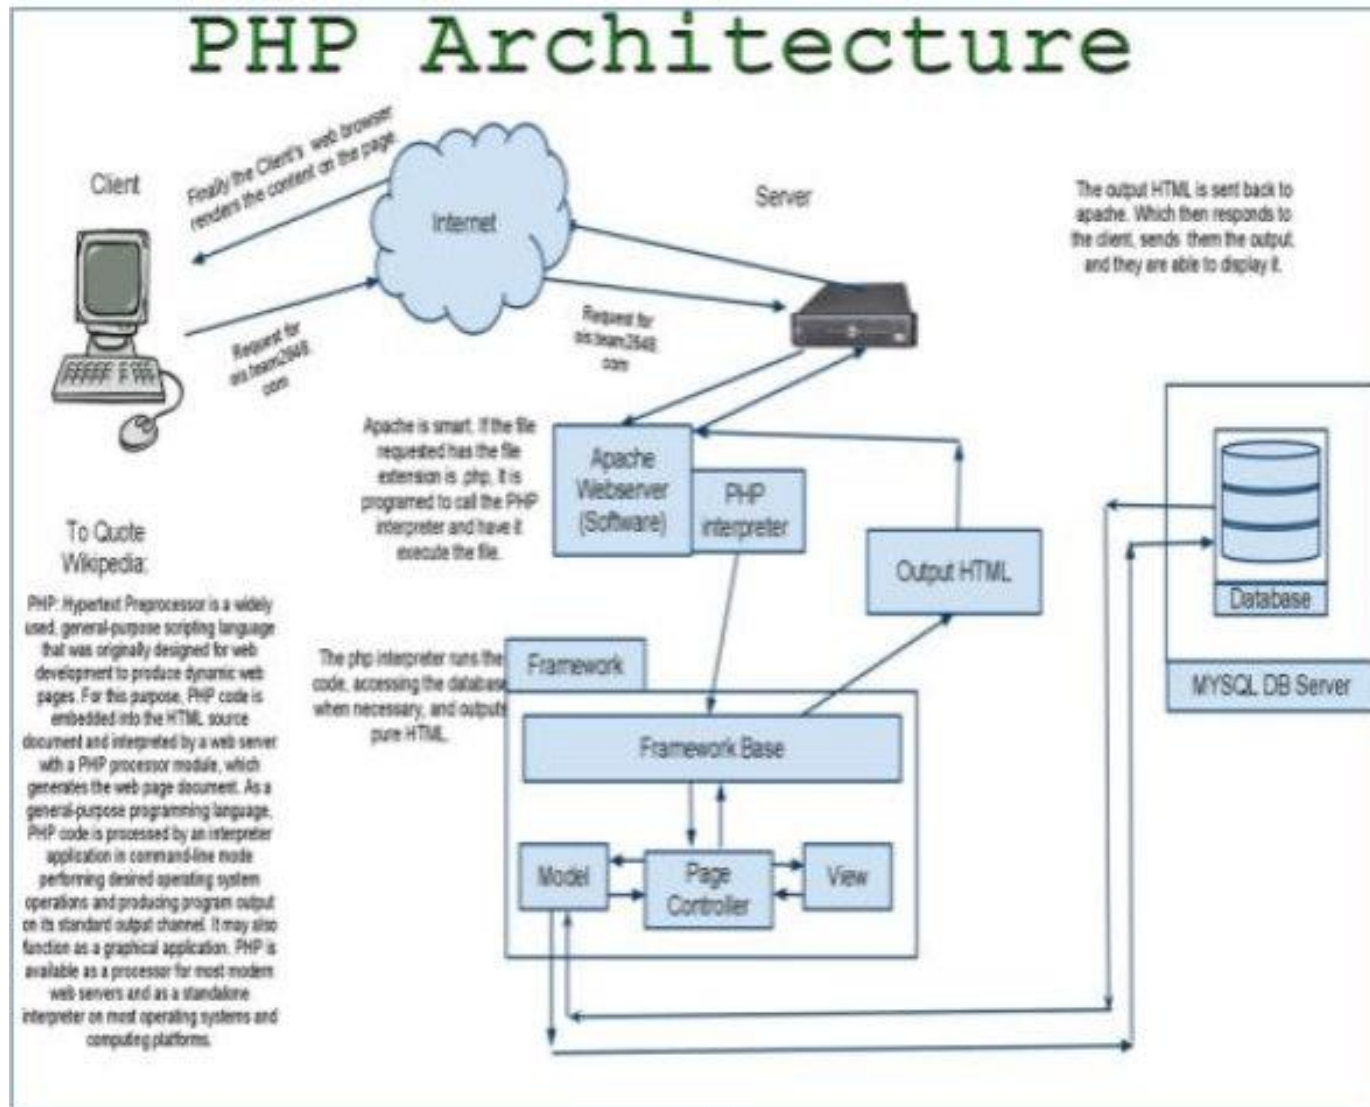 PHP Architecture
Client
Finally the Client's web browser
renders the content on the page.
Internet
Server
The output HTML is sent back to
apache. Which then responds to
the client, sends them the output,
and they are able to display it.
Request for
ois.team2648.
com
Request for
ois.team2648.
com
Apache is smart. If the file
requested has the file
extension is .php, It is
programed to call the PHP
interpreter and have it
execute the file.
Apache
Webserver
(Software)
PHP
interpreter
Output HTML
Database
MYSQL DB Server
To Quote
Wikipedia:
PHP: Hypertext Preprocessor is a widely
used, general-purpose scripting language
that was originally designed for web
development to produce dynamic web
pages. For this purpose, PHP code is
embedded into the HTML source
document and interpreted by a web server
with a PHP processor module, which
generates the web page document. As a
general-purpose programming language,
PHP code is processed by an interpreter
application in command-line mode
performing desired operating system
operations and producing program output
on its standard output channel. It may also
function as a graphical application. PHP is
available as a processor for most modern
web servers and as a standalone
interpreter on most operating systems and
computing platforms.
The php interpreter runs the
code, accessing the database
when necessary, and outputs
pure HTML.
Framework
Framework Base
Model
Page
Controller
View